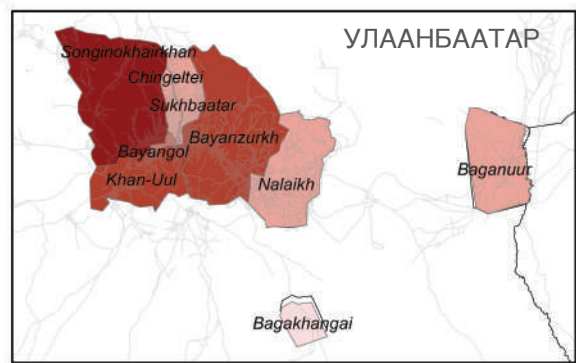 УЛААНБААТАР
Songinokhairkhan
Chingeltei
Sukhbaatar
Bayanzurkh
Bayangol
Khan-Uul
Nalaikh
Baganuur
Bagakhangai